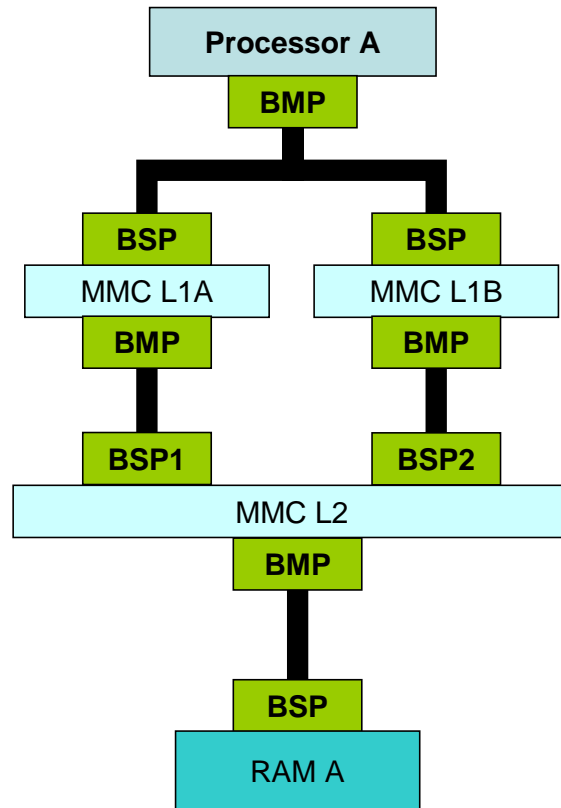 Processor A
BMP
BSP
BSP
MMC L1A
MMC L1B
BMP
BMP
BSP1
BSP2
MMC L2
BMP
BSP
RAM A